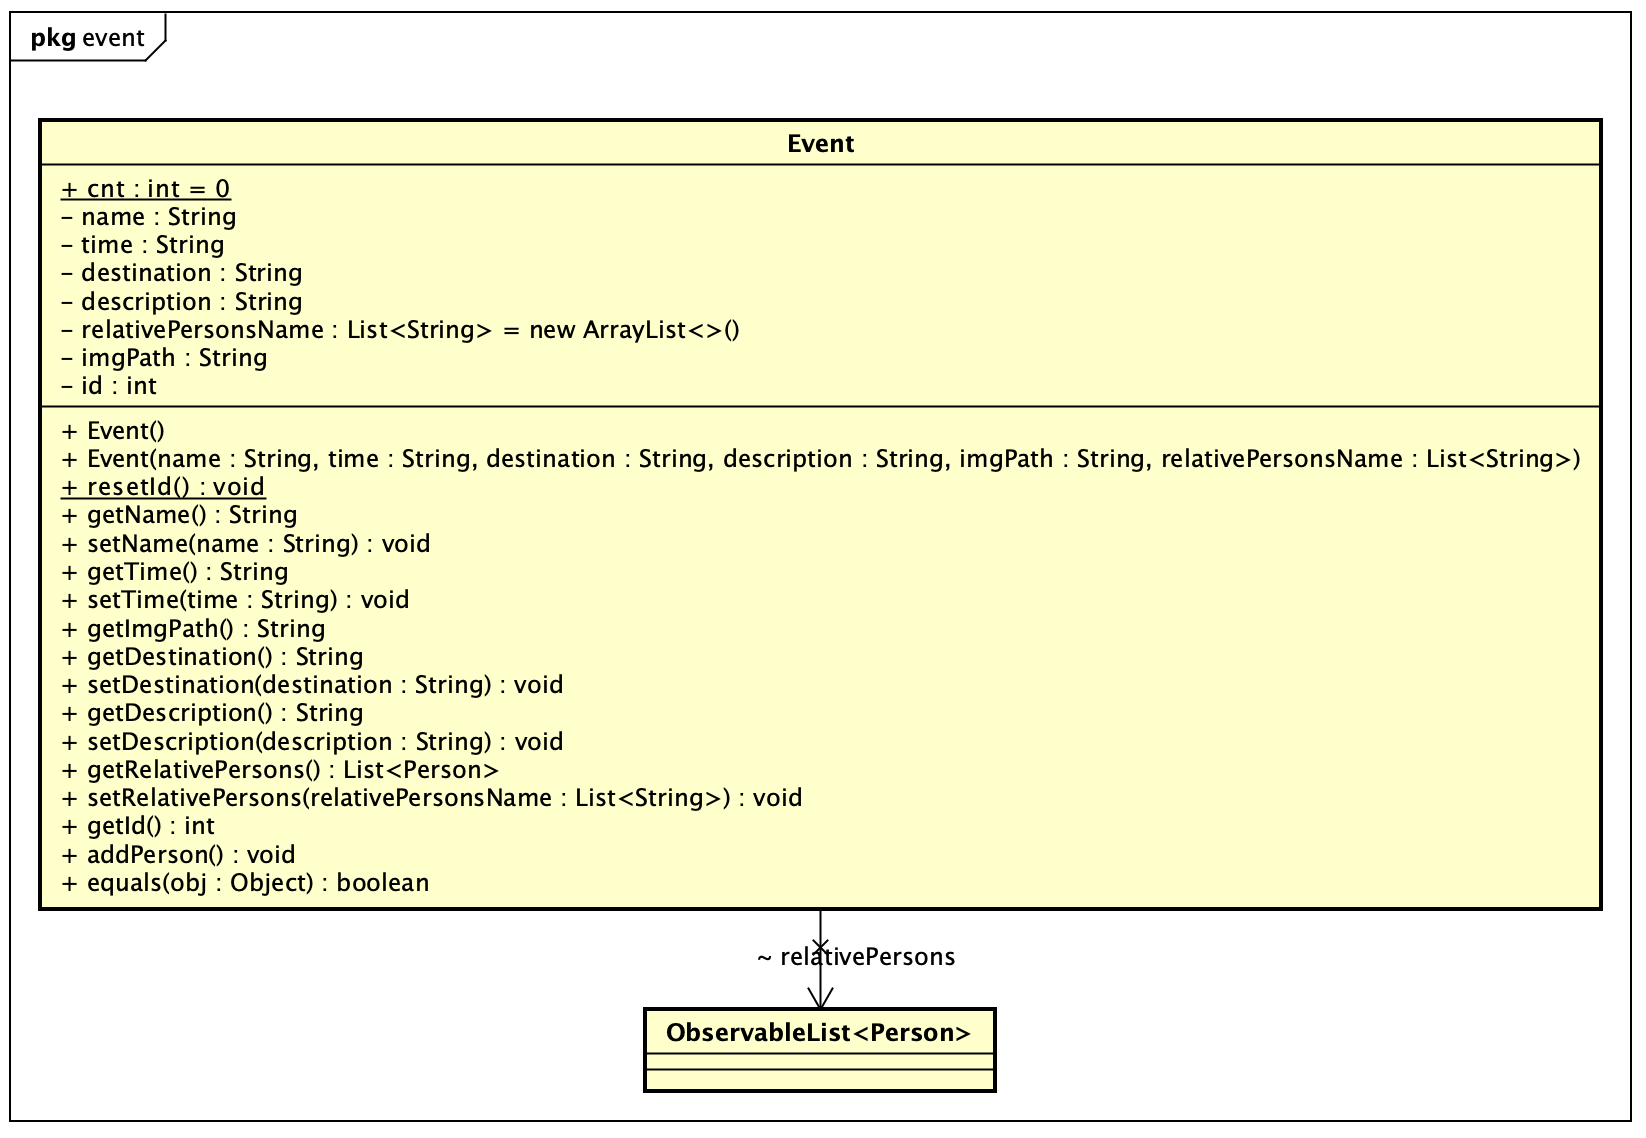 pkg event
Event
+ cnt : int = 0
- name : String
- time : String
- destination : String
- description : String
- relativePersonsName : List<String> = new ArrayList<>()
- imgPath : String
- id : int
+ Event()
+ Event(name : String, time : String, destination : String, description : String, imgPath : String, relativePersonsName : List<String>)
+ resetId() : void
+ getName() : String
+ setName(name : String) : void
+ getTime() : String
+ setTime(time : String) : void
+ getImgPath() : String
+ getDestination() : String
+ setDestination(destination : String) : void
+ getDescription() : String
+ setDescription(description : String) : void
+ getRelativePersons() : List<Person>
+ setRelativePersons(relativePersonsName : List<String>) : void
+ getId() : int
+ addPerson() : void
+ equals(obj : Object) : boolean
~ relativePersons
ObservableList<Person>